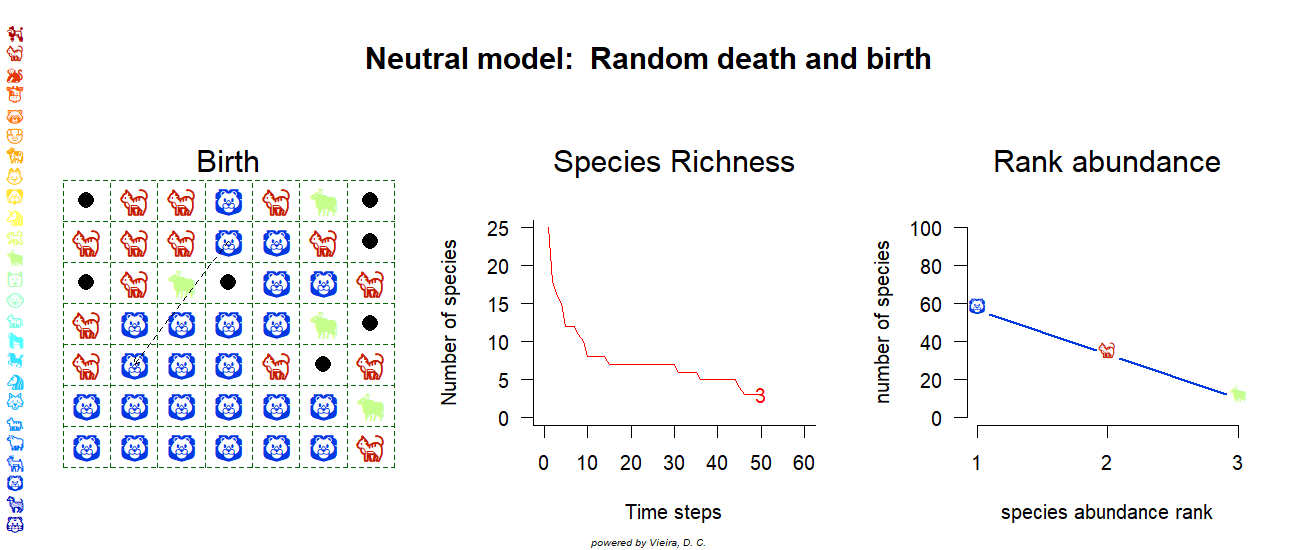 Neutral model:  Random death and birth
Birth
Species Richness
Number of species
25
20
15
10
5
0
3
0 10 20 30 40 50 60
Time steps
Rank abundance
number of species
100
80
60
40
20
0
1 2 3
species abundance rank
powered by Vieira, D. C.